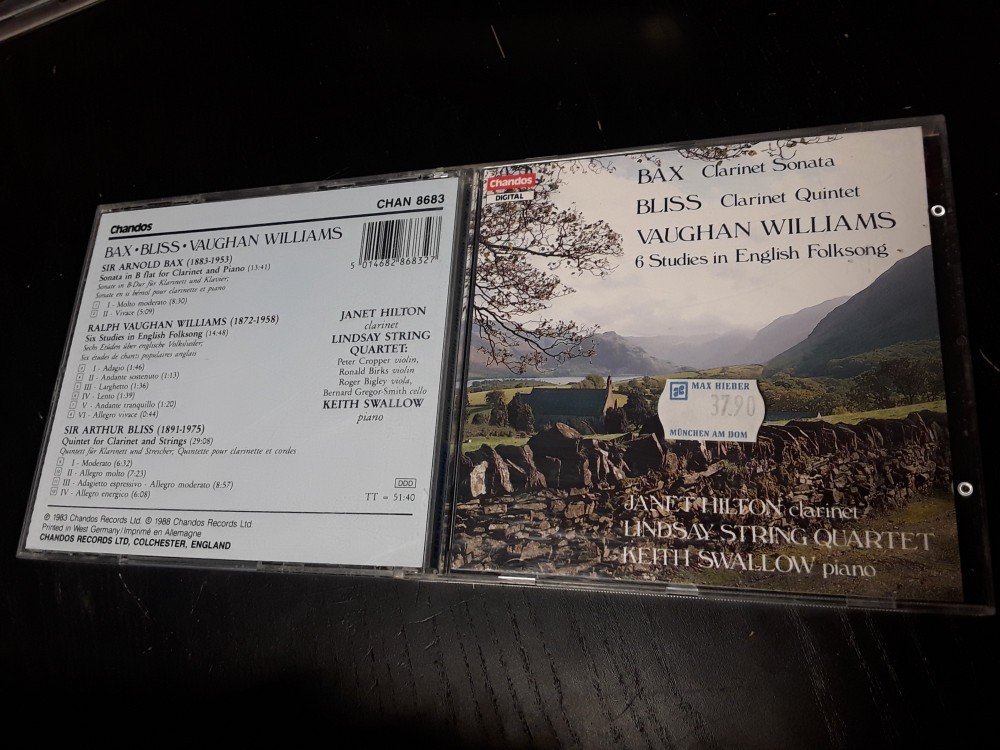 Chandos
CHAN 8683
BAX • BLISS • VAUGHAN WILLIAMS
5 014682 868327
SIR ARNOLD BAX (1883-1953)
Sonata in B flat for Clarinet and Piano (13:41)
Sonate in B-Dur für Klarinett und Klavier;
Sonate en si bémol pour clarinette et piano
I - Molto moderato (8:30)
II - Vivace (5:09)
RALPH VAUGHAN WILLIAMS (1872-1958)
Six Studies in English Folksong (14:48)
Sechs Etüden über englische Volkslieder;
Six études de chants populaires anglais
I - Adagio (1:46)
II - Andante sostenuto (1:13)
III - Larghetto (1:36)
IV - Lento (1:39)
V - Andante tranquillo (1:20)
VI - Allegro vivace (0:44)
SIR ARTHUR BLISS (1891-1975)
Quintet for Clarinet and Strings (29:08)
Quintett für Klarinett und Streicher; Quintette pour clarinette et cordes
I - Moderato (6:32)
II - Allegro molto (7:23)
III - Adagietto espressivo - Allegro moderato (8:57)
IV - Allegro energico (6:08)
JANET HILTON
clarinet
LINDSAY STRING
QUARTET:
Peter Cropper violin,
Ronald Birks violin
Roger Bigley viola,
Bernard Gregor-Smith cello
KEITH SWALLOW
piano
DDD
TT = 51:40
℗ 1983 Chandos Records Ltd. © 1988 Chandos Records Ltd.
Printed in West Germany/Imprimé en Allemagne
CHANDOS RECORDS LTD, COLCHESTER, ENGLAND
Chandos
DIGITAL
BAX Clarinet Sonata
BLISS Clarinet Quintet
VAUGHAN WILLIAMS
6 Studies in English Folksong
MAX HIEBER
37.90
MÜNCHEN AM DOM
JANET HILTON clarinet
LINDSAY STRING QUARTET
KEITH SWALLOW piano